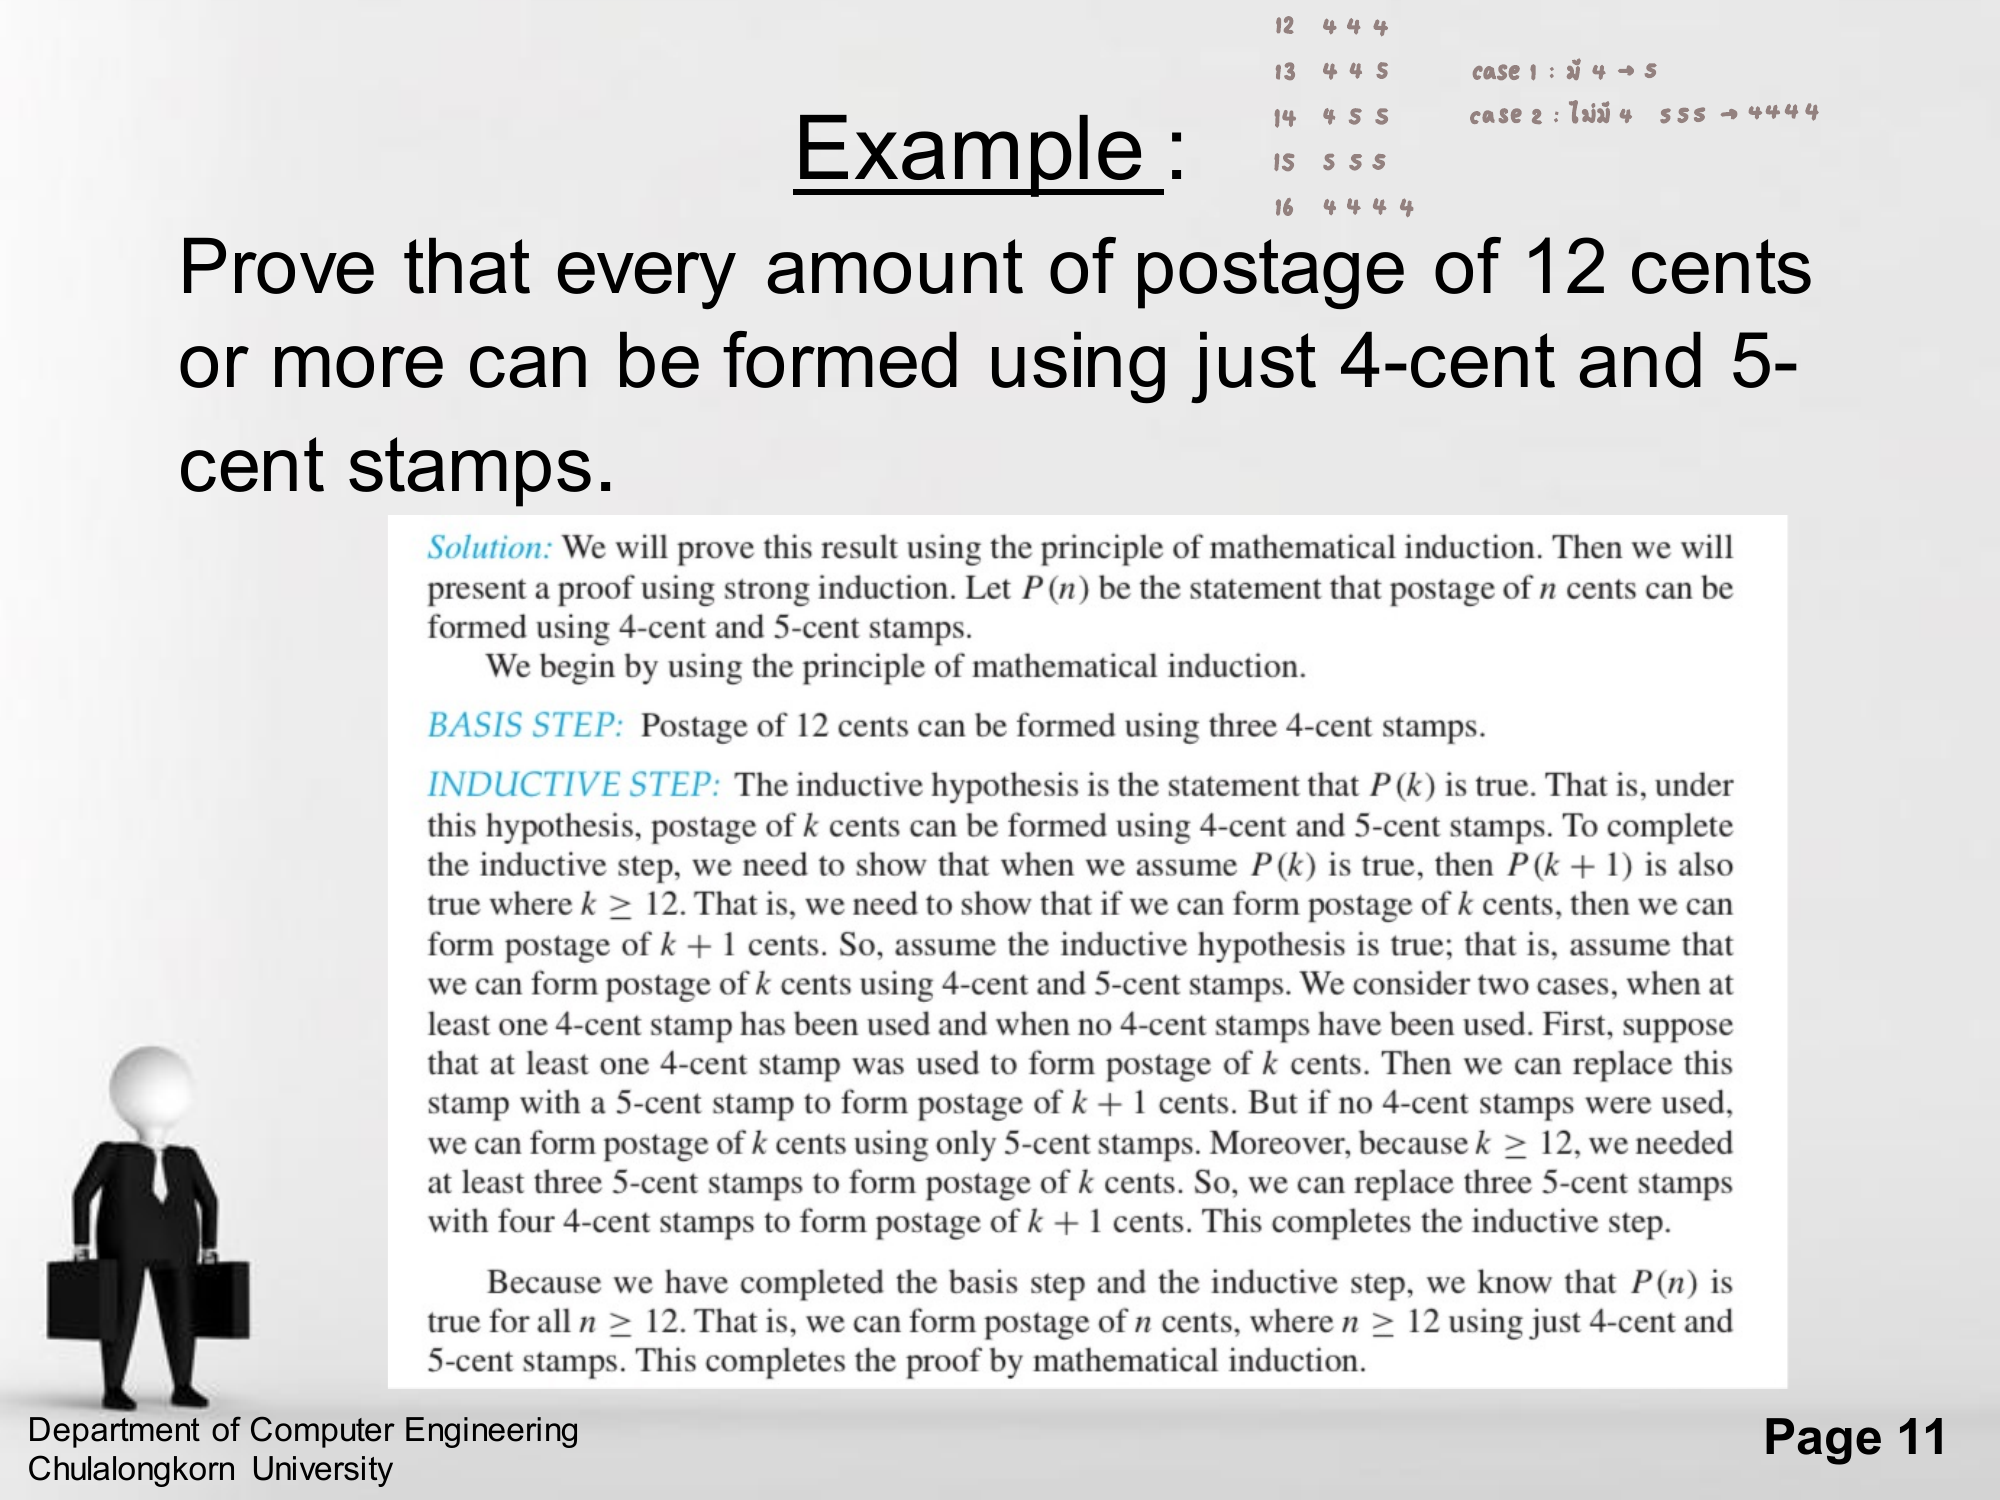 12 4 4 4
13 4 4 5
14 4 5 5
15 5 5 5
16 4 4 4 4
case 1 : มี 4 → 5
case 2 : ไม่มี 4 555 → 4444
Example :
Prove that every amount of postage of 12 cents
or more can be formed using just 4-cent and 5-
cent stamps.
Solution: We will prove this result using the principle of mathematical induction. Then we will
present a proof using strong induction. Let P(n) be the statement that postage of n cents can be
formed using 4-cent and 5-cent stamps.
We begin by using the principle of mathematical induction.
BASIS STEP: Postage of 12 cents can be formed using three 4-cent stamps.
INDUCTIVE STEP: The inductive hypothesis is the statement that P(k) is true. That is, under
this hypothesis, postage of k cents can be formed using 4-cent and 5-cent stamps. To complete
the inductive step, we need to show that when we assume P(k) is true, then P(k + 1) is also
true where k ≥ 12. That is, we need to show that if we can form postage of k cents, then we can
form postage of k + 1 cents. So, assume the inductive hypothesis is true; that is, assume that
we can form postage of k cents using 4-cent and 5-cent stamps. We consider two cases, when at
least one 4-cent stamp has been used and when no 4-cent stamps have been used. First, suppose
that at least one 4-cent stamp was used to form postage of k cents. Then we can replace this
stamp with a 5-cent stamp to form postage of k + 1 cents. But if no 4-cent stamps were used,
we can form postage of k cents using only 5-cent stamps. Moreover, because k ≥ 12, we needed
at least three 5-cent stamps to form postage of k cents. So, we can replace three 5-cent stamps
with four 4-cent stamps to form postage of k + 1 cents. This completes the inductive step.
Because we have completed the basis step and the inductive step, we know that P(n) is
true for all n ≥ 12. That is, we can form postage of n cents, where n ≥ 12 using just 4-cent and
5-cent stamps. This completes the proof by mathematical induction.
Department of Computer Engineering
Chulalongkorn University
Page 11